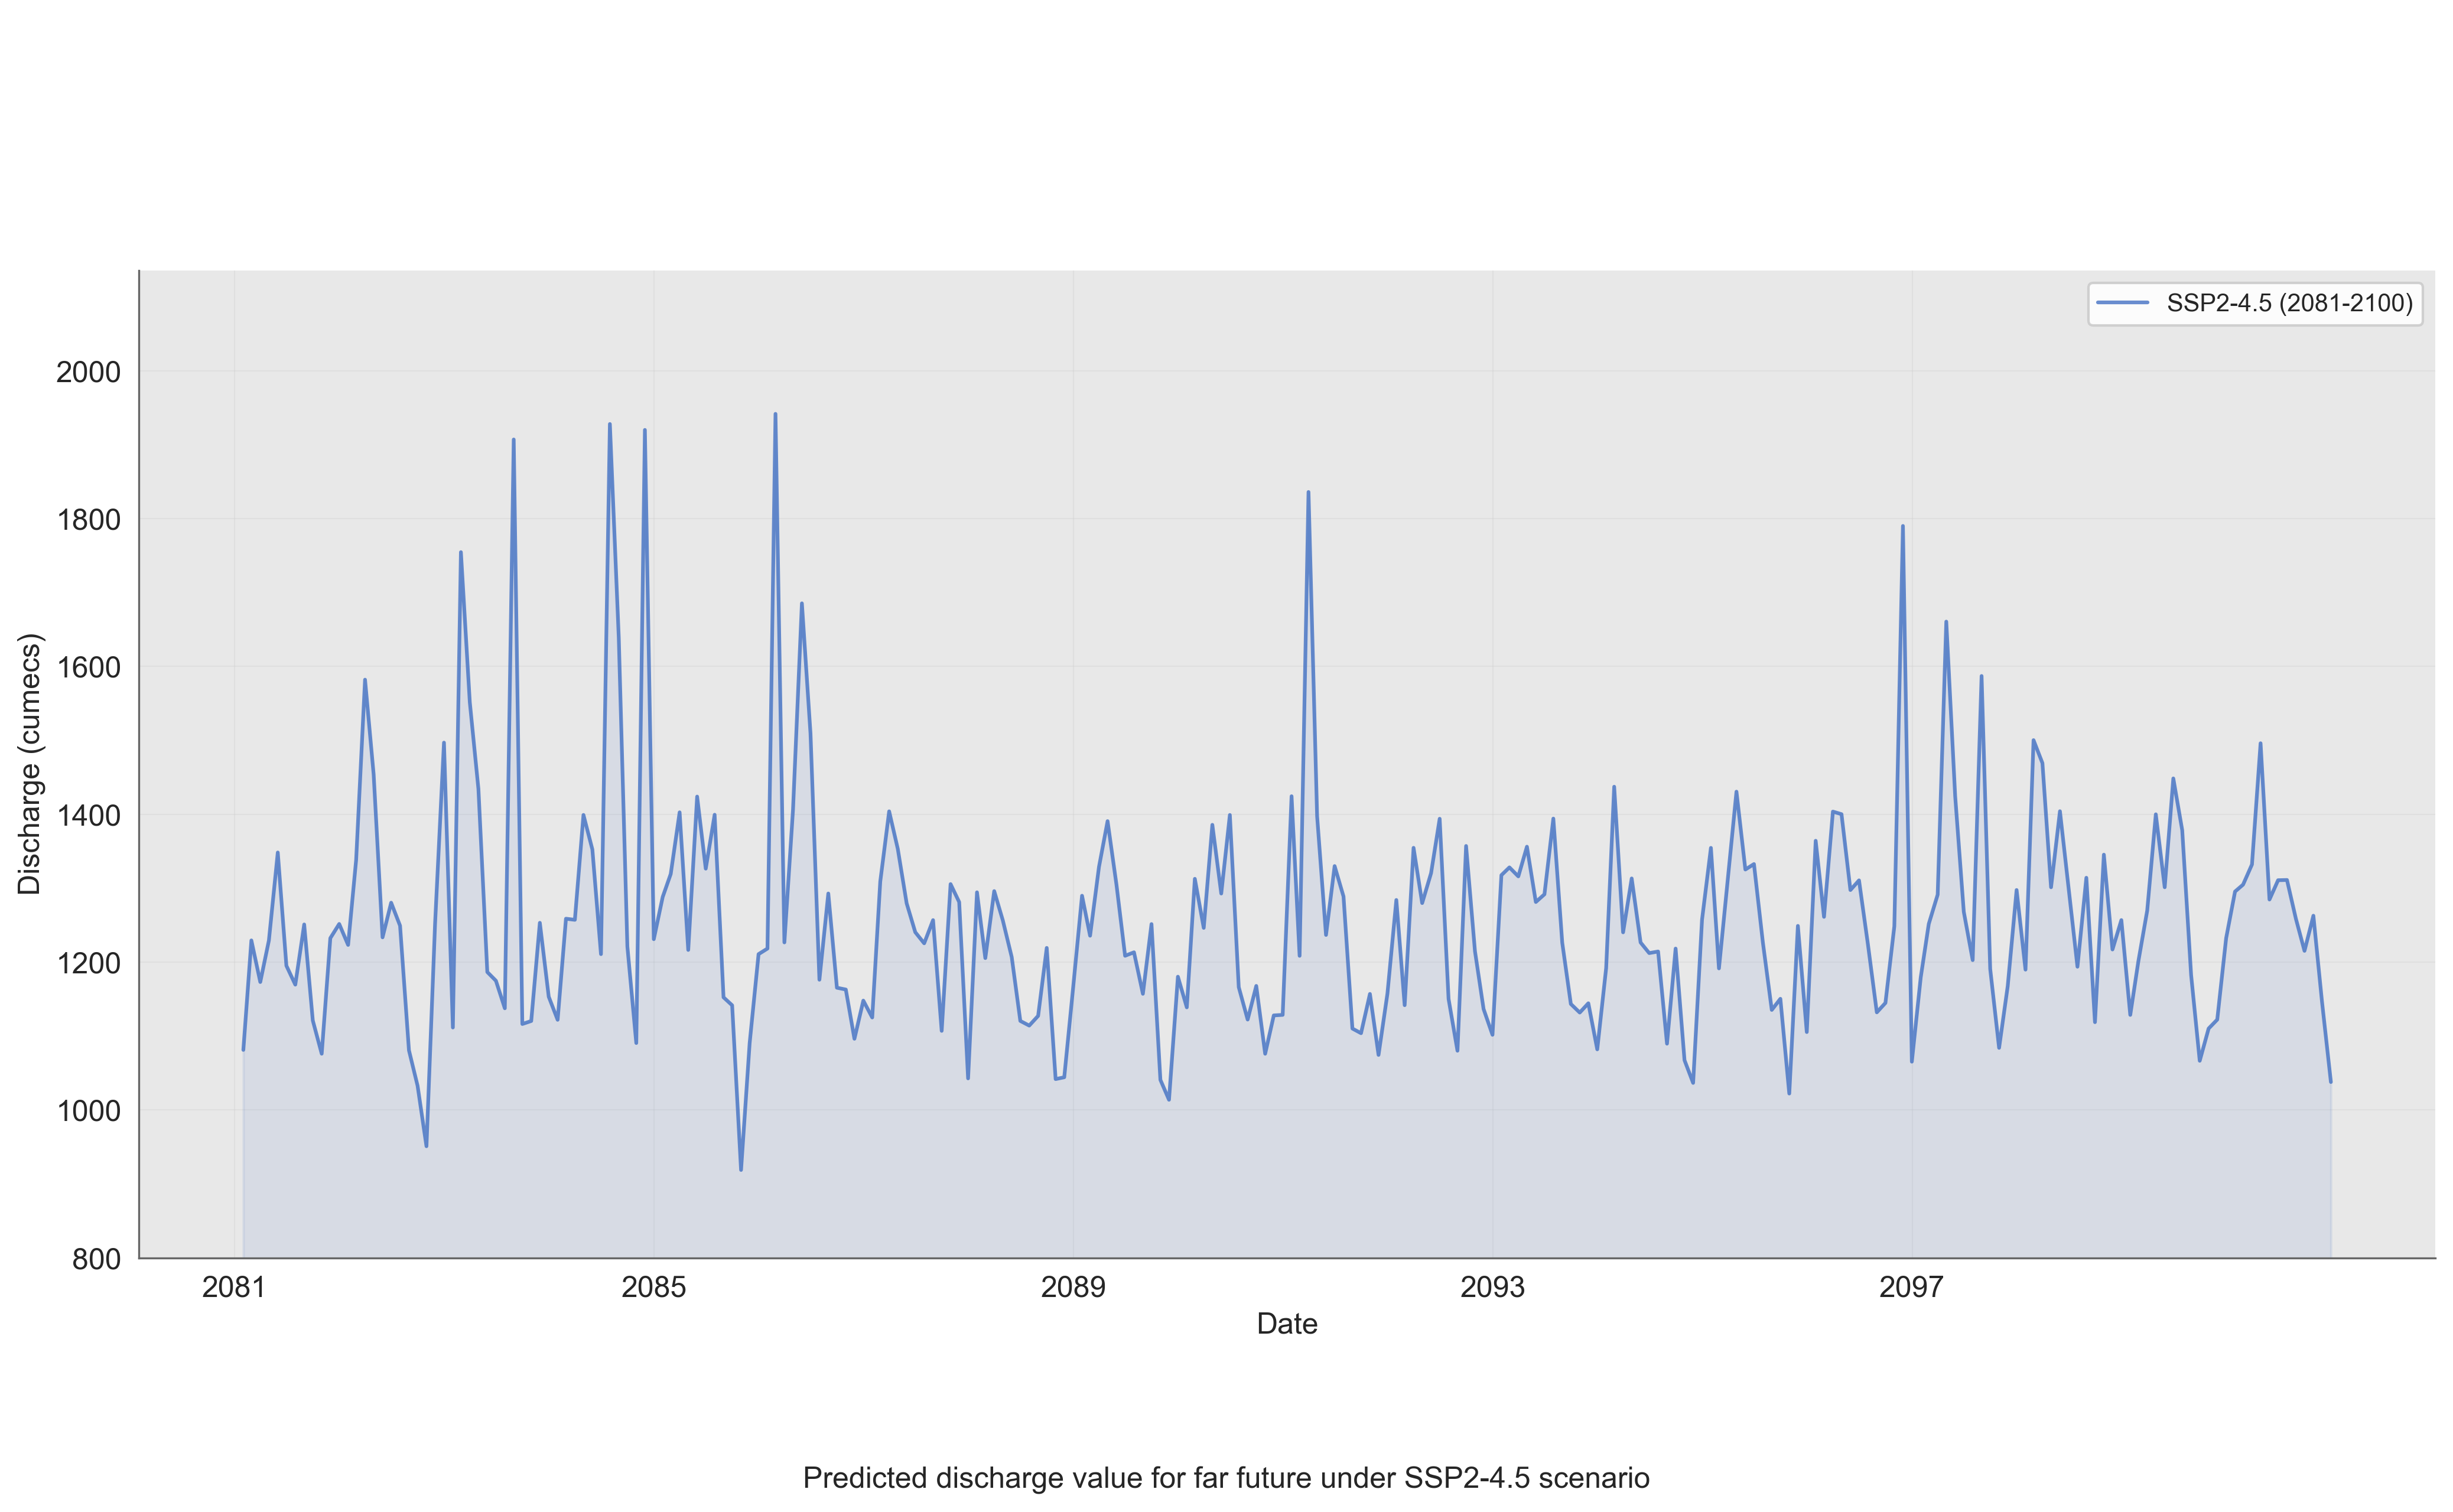 SSP2-4.5 (2081-2100)
2000
1800
1600
1400
1200
1000
800
Discharge (cumecs)
2081 2085 2089 2093 2097
Date
Predicted discharge value for far future under SSP2-4.5 scenario